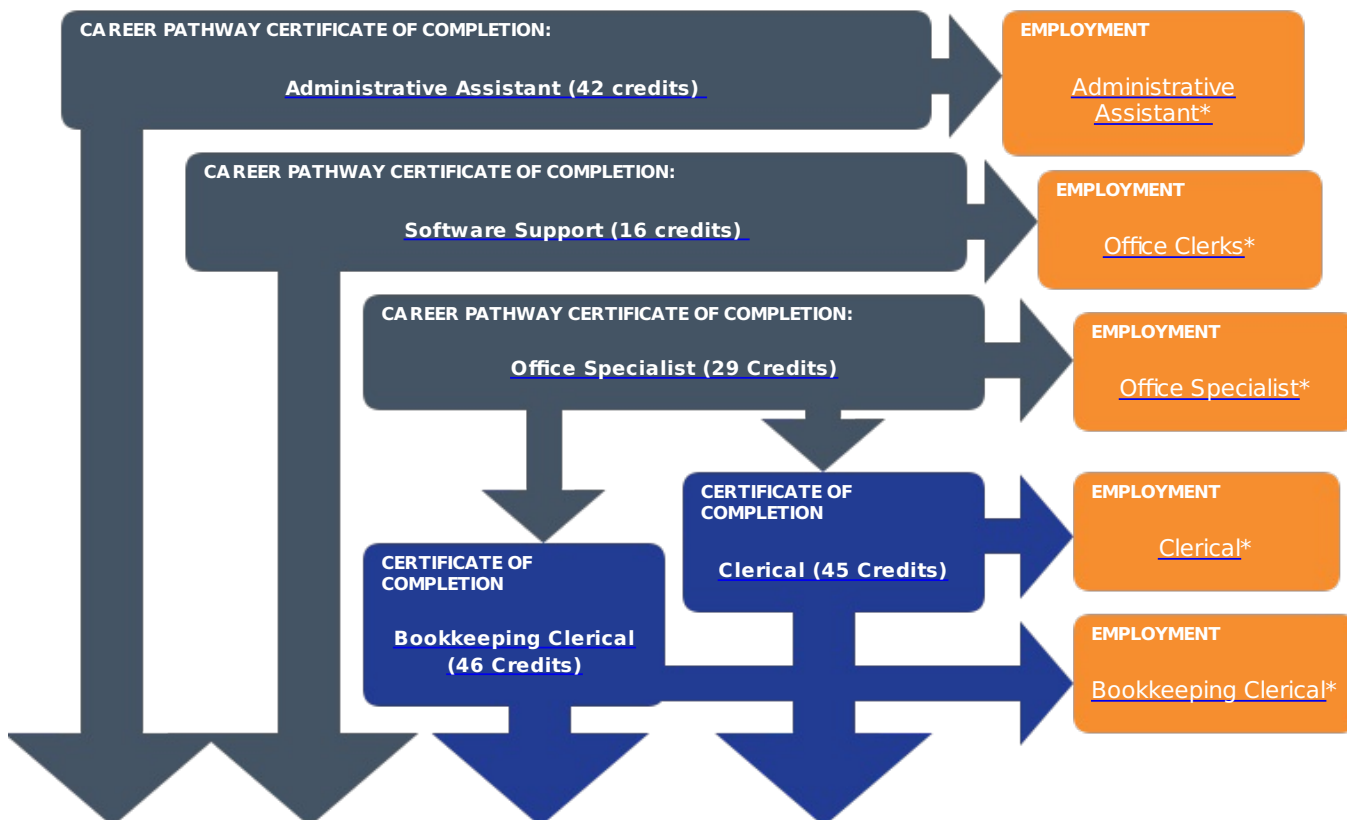 CAREER PATHWAY CERTIFICATE OF COMPLETION:
Administrative Assistant (42 credits)
EMPLOYMENT
Administrative
Assistant*
CAREER PATHWAY CERTIFICATE OF COMPLETION:
Software Support (16 credits)
EMPLOYMENT
Office Clerks*
CAREER PATHWAY CERTIFICATE OF COMPLETION:
Office Specialist (29 Credits)
EMPLOYMENT
Office Specialist*
CERTIFICATE OF
COMPLETION
Clerical (45 Credits)
EMPLOYMENT
Clerical*
CERTIFICATE OF
COMPLETION
Bookkeeping Clerical
(46 Credits)
EMPLOYMENT
Bookkeeping Clerical*